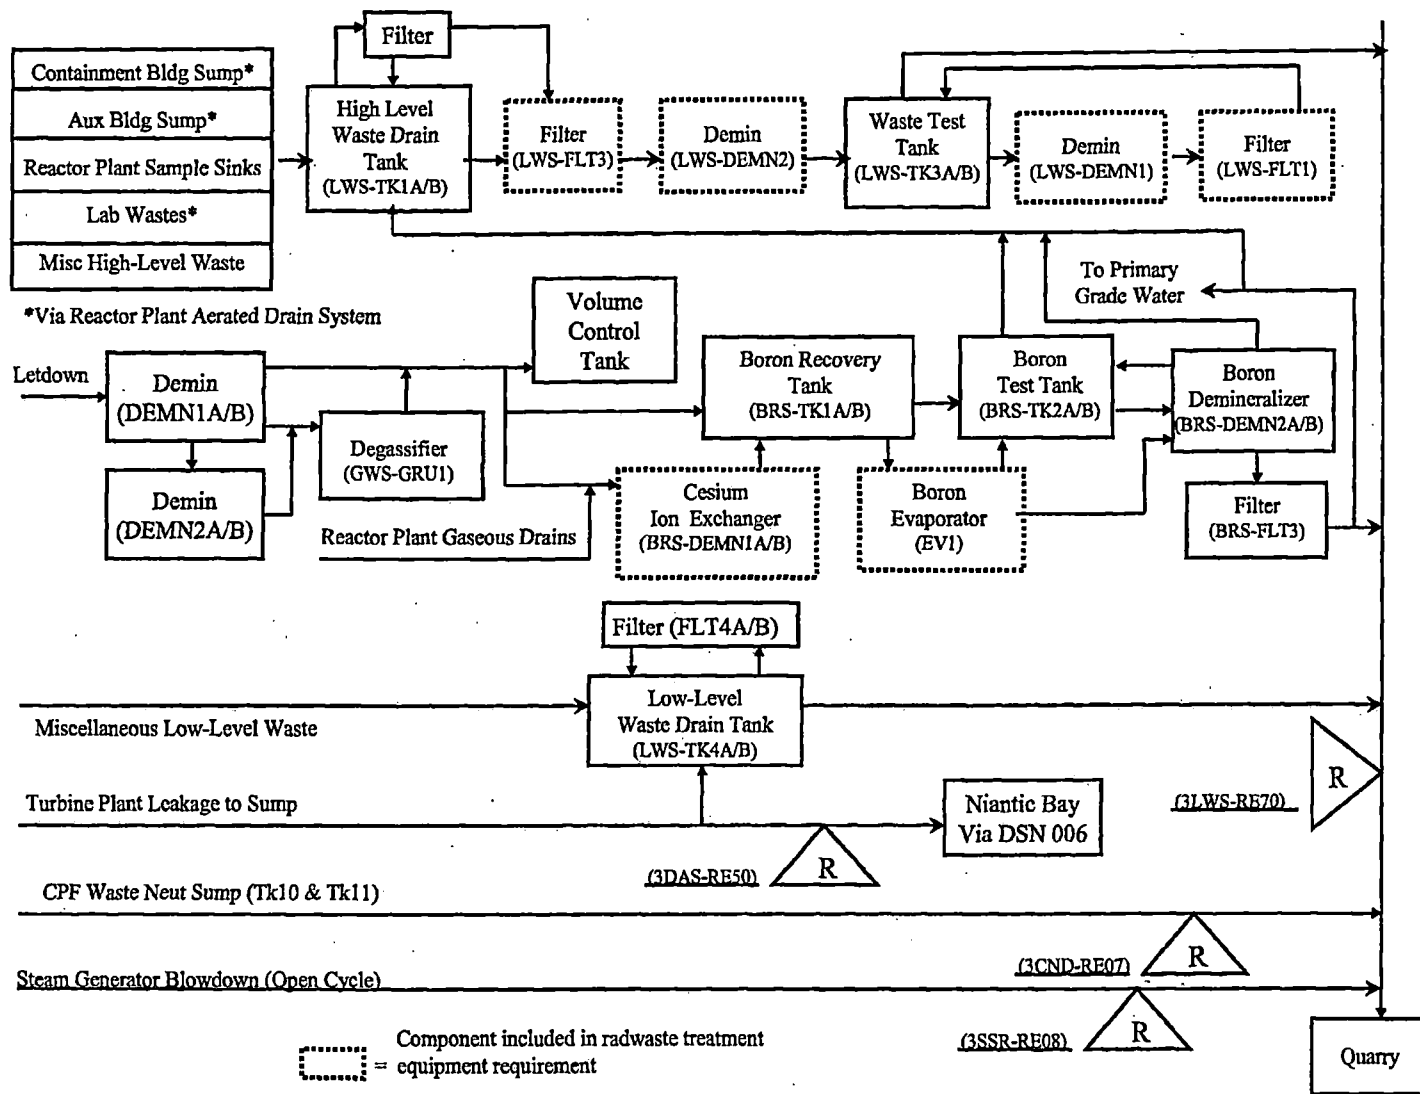 Filter
Containment Bldg Sump*
Aux Bldg Sump*
Reactor Plant Sample Sinks
Lab Wastes*
Misc High-Level Waste
*Via Reactor Plant Aerated Drain System
High Level
Waste Drain
Tank
(LWS-TK1A/B)
Filter
(LWS-FLT3)
Demin
(LWS-DEMN2)
Waste Test
Tank
(LWS-TK3A/B)
Demin
(LWS-DEMN1)
Filter
(LWS-FLT1)
To Primary
Grade Water
Letdown
Demin
(DEMN1A/B)
Demin
(DEMN2A/B)
Degassifier
(GWS-GRU1)
Volume
Control
Tank
Reactor Plant Gaseous Drains
Boron Recovery
Tank
(BRS-TK1A/B)
Cesium
Ion Exchanger
(BRS-DEMN1A/B)
Boron
Test Tank
(BRS-TK2A/B)
Boron
Evaporator
(EV1)
Boron
Demineralizer
(BRS-DEMN2A/B)
Filter
(BRS-FLT3)
Filter (FLT4A/B)
Miscellaneous Low-Level Waste
Low-Level
Waste Drain Tank
(LWS-TK4A/B)
R
(3LWS-RE70)
Turbine Plant Leakage to Sump
Niantic Bay
Via DSN 006
(3DAS-RE50)
R
CPF Waste Neut Sump (Tk10 & Tk11)
(3CND-RE07)
R
Steam Generator Blowdown (Open Cycle)
(3SSR-RE08)
R
Quarry
Component included in radwaste treatment
= equipment requirement